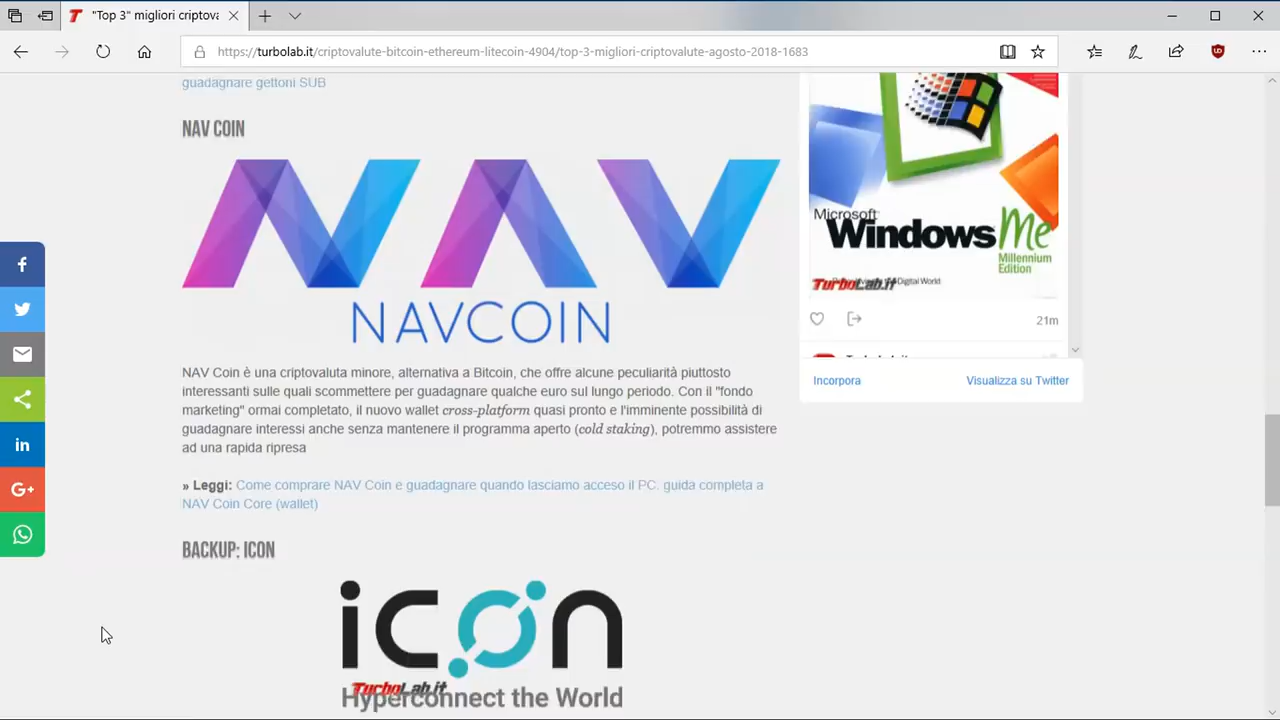 "Top 3" migliori criptova
https://turbolab.it/criptovalute-bitcoin-ethereum-litecoin-4904/top-3-migliori-criptovalute-agosto-2018-1683
guadagnare gettoni SUB
NAV COIN
NAV
NAVCOIN
NAV Coin è una criptovaluta minore, alternativa a Bitcoin, che offre alcune peculiarità piuttosto
interessanti sulle quali scommettere per guadagnare qualche euro sul lungo periodo. Con il "fondo
marketing" ormai completato, il nuovo wallet cross-platform quasi pronto e l'imminente possibilità di
guadagnare interessi anche senza mantenere il programma aperto (cold staking), potremmo assistere
ad una rapida ripresa
» Leggi: Come comprare NAV Coin e guadagnare quando lasciamo acceso il PC. guida completa a
NAV Coin Core (wallet)
BACKUP: ICON
icon
TurboLab.it
Hyperconnect the World
Microsoft
Windows Me
Millennium
Edition
TurboLab.it
Digital World
21m
Incorpora
Visualizza su Twitter
f
in
G+